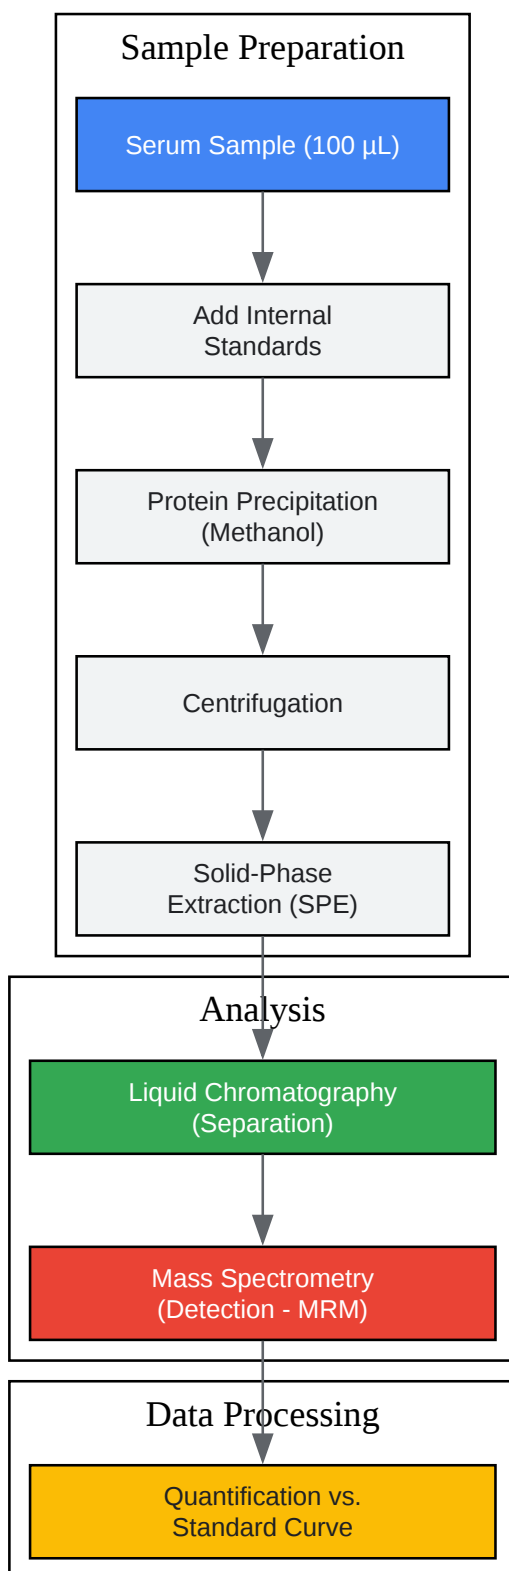 Sample Preparation
Serum Sample (100 µL)
Add Internal
Standards
Protein Precipitation
(Methanol)
Centrifugation
Solid-Phase
Extraction (SPE)
Analysis
Liquid Chromatography
(Separation)
Mass Spectrometry
(Detection - MRM)
Data Processing
Quantification vs.
Standard Curve